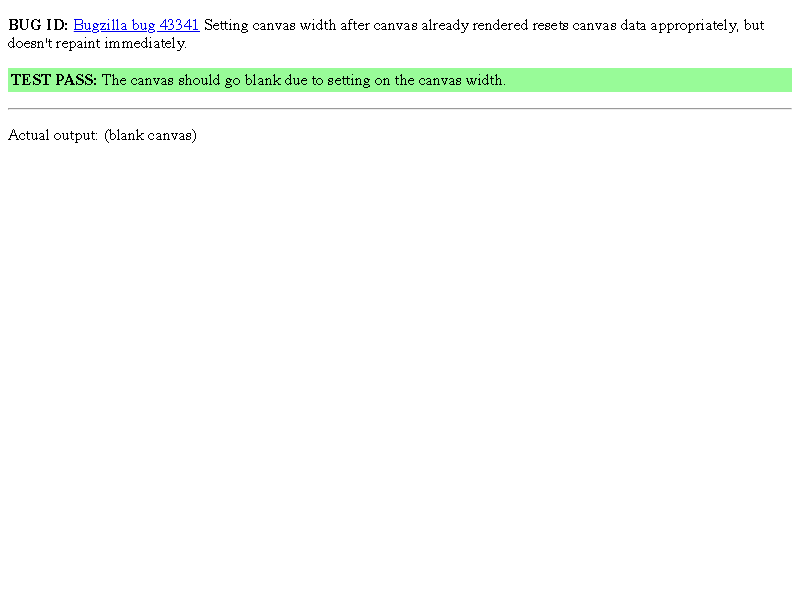 BUG ID: Bugzilla bug 43341 Setting canvas width after canvas already rendered resets canvas data appropriately, but
doesn't repaint immediately.
TEST PASS: The canvas should go blank due to setting on the canvas width.
Actual output: (blank canvas)